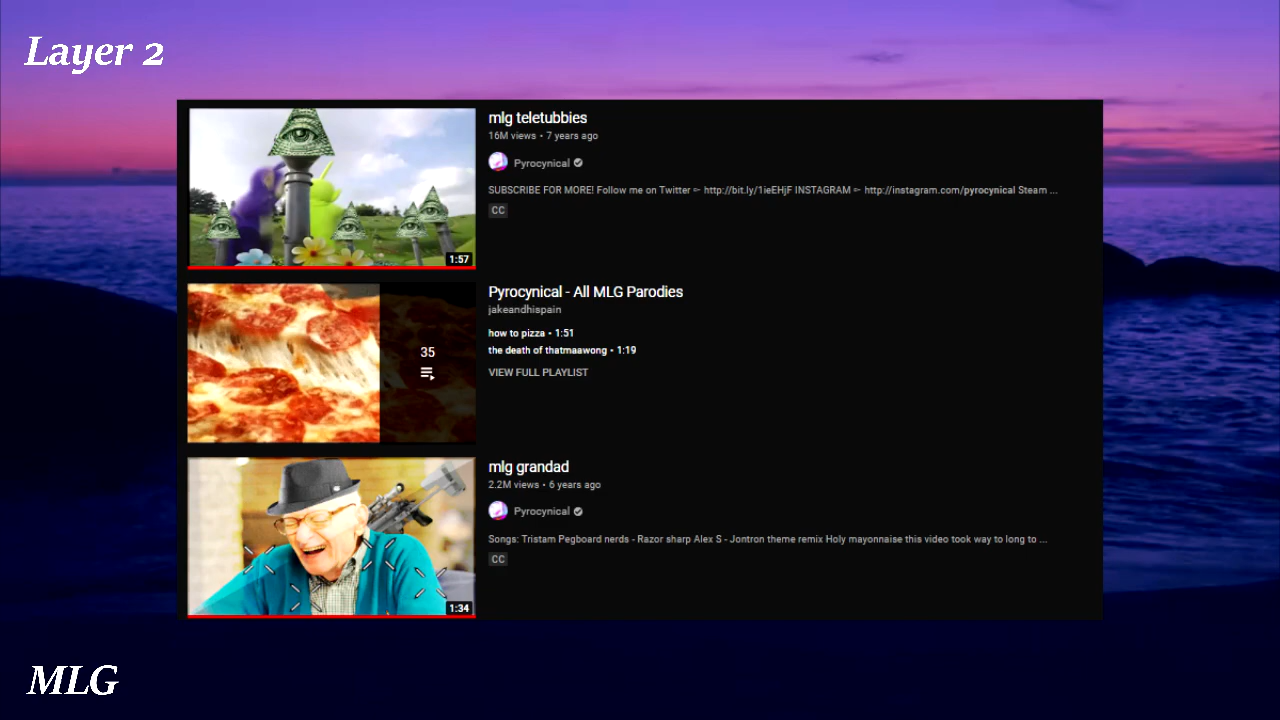 Layer 2
mlg teletubbies
16M views • 7 years ago
Pyrocynical
SUBSCRIBE FOR MORE! Follow me on Twitter ➳ http://bit.ly/1ieEHjF INSTAGRAM ➳ http://instagram.com/pyrocynical Steam ...
CC
1:57
Pyrocynical - All MLG Parodies
jakeandhispain
how to pizza • 1:51
the death of thatmaawong • 1:19
VIEW FULL PLAYLIST
35
mlg grandad
2.2M views • 6 years ago
Pyrocynical
Songs: Tristam Pegboard nerds - Razor sharp Alex S - Jontron theme remix Holy mayonnaise this video took way to long to ...
CC
1:34
MLG